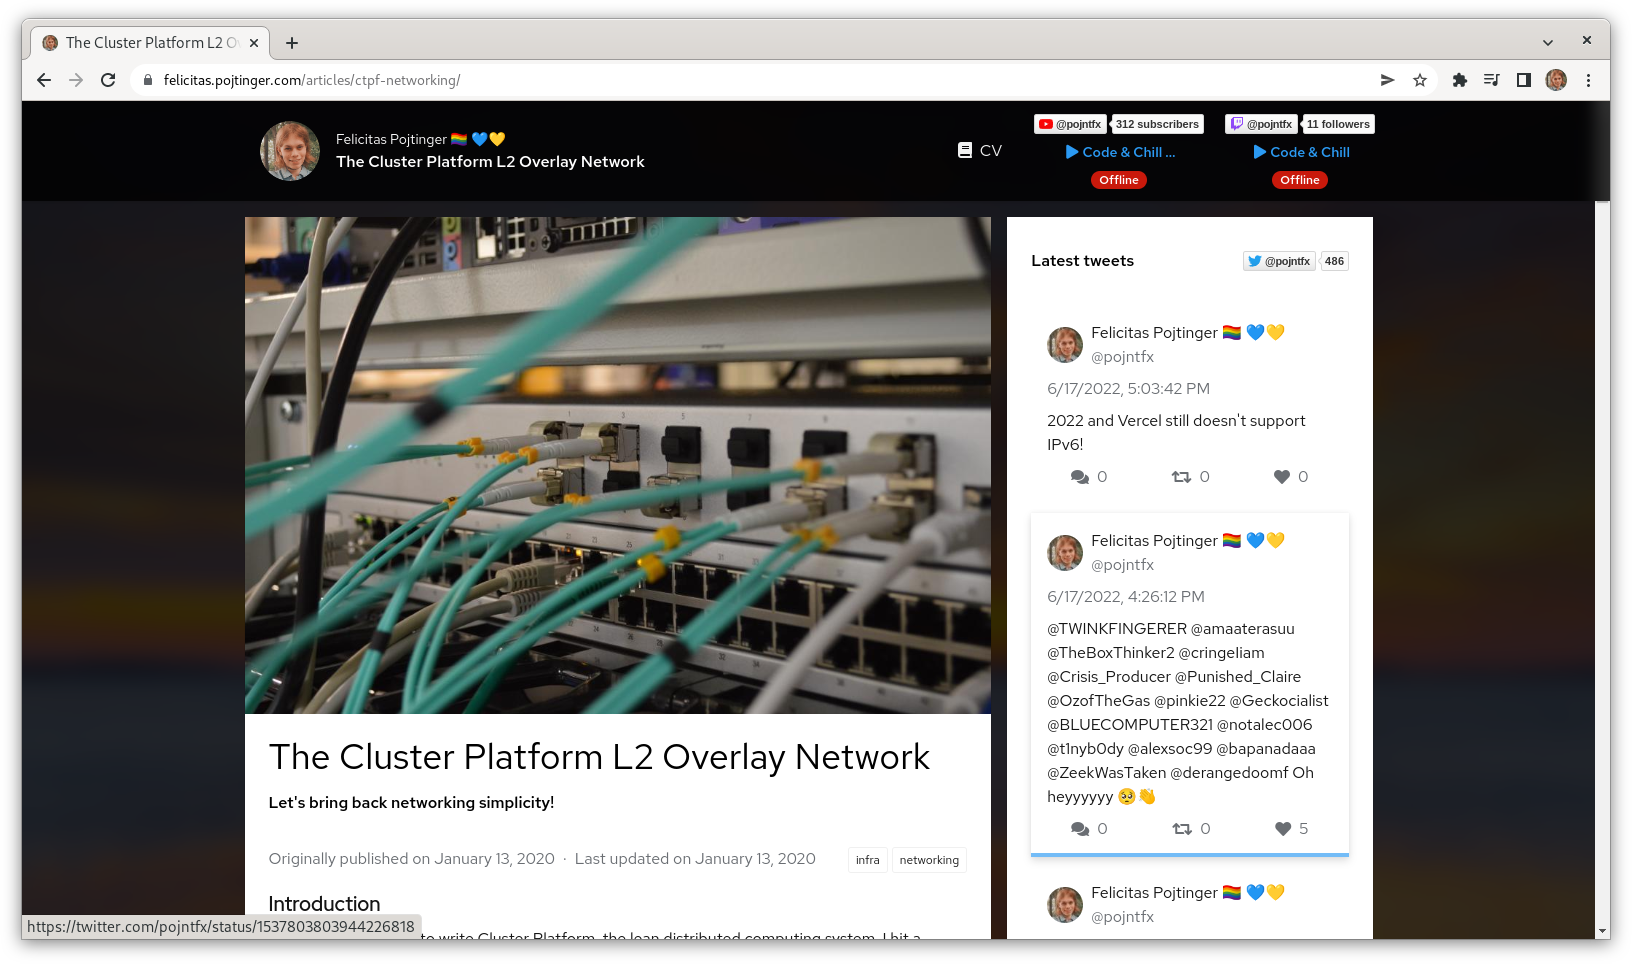 The Cluster Platform L2 O
felicitas.pojtinger.com/articles/ctpf-networking/
Felicitas Pojtinger 🏳️‍🌈 💙💛
The Cluster Platform L2 Overlay Network
CV
@pojntfx 312 subscribers
Code & Chill ...
Offline
@pojntfx 11 followers
Code & Chill
Offline
The Cluster Platform L2 Overlay Network
Let's bring back networking simplicity!
Originally published on January 13, 2020 · Last updated on January 13, 2020
infra networking
Introduction
to write Cluster Platform, the lean distributed computing system, I hit a
Latest tweets
@pojntfx 486
Felicitas Pojtinger 🏳️‍🌈 💙💛
@pojntfx
6/17/2022, 5:03:42 PM
2022 and Vercel still doesn't support
IPv6!
0 0 0
Felicitas Pojtinger 🏳️‍🌈 💙💛
@pojntfx
6/17/2022, 4:26:12 PM
@TWINKFINGERER @amaaterasuu
@TheBoxThinker2 @cringeliam
@Crisis_Producer @Punished_Claire
@OzofTheGas @pinkie22 @Geckocialist
@BLUECOMPUTER321 @notalec006
@t1nyb0dy @alexsoc99 @bapanadaaa
@ZeekWasTaken @derangedoomf Oh
heyyyyyy 🥺👋
0 0 5
Felicitas Pojtinger 🏳️‍🌈 💙💛
@pojntfx
https://twitter.com/pojntfx/status/1537803803944226818